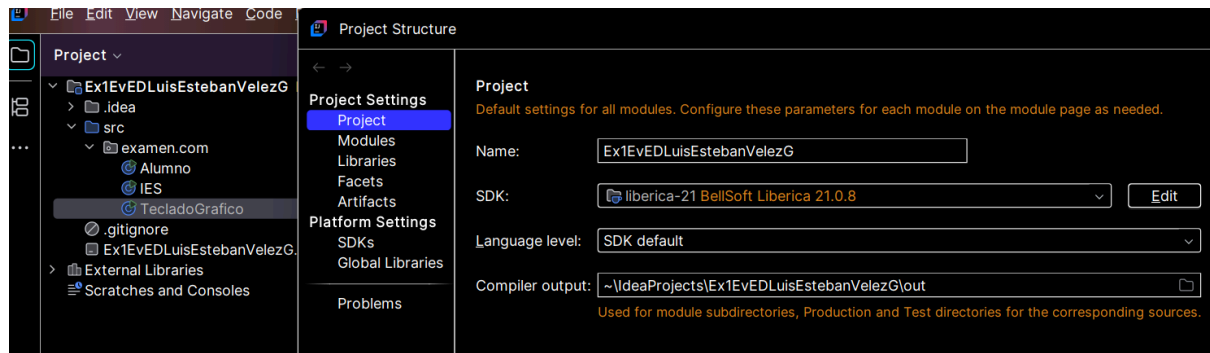 File Edit View Navigate Code
Project
Ex1EvEDLuisEstebanVelezG
.idea
src
examen.com
Alumno
IES
TecladoGrafico
.gitignore
Ex1EvEDLuisEstebanVelezG.
External Libraries
Scratches and Consoles
Project Structure
Project Settings
Project
Modules
Libraries
Facets
Artifacts
Platform Settings
SDKs
Global Libraries
Problems
Project
Default settings for all modules. Configure these parameters for each module on the module page as needed.
Name: Ex1EvEDLuisEstebanVelezG
SDK: liberica-21 BellSoft Liberica 21.0.8 Edit
Language level: SDK default
Compiler output: ~\IdeaProjects\Ex1EvEDLuisEstebanVelezG\out
Used for module subdirectories, Production and Test directories for the corresponding sources.